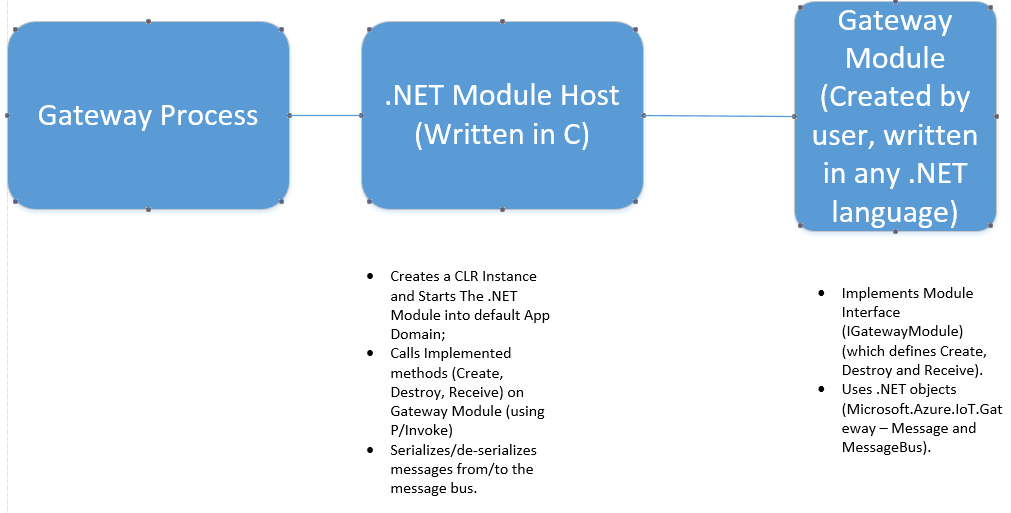 Gateway Process
.NET Module Host
(Written in C)
Gateway
Module
(Created by
user, written
in any .NET
language)
• Creates a CLR Instance
and Starts The .NET
Module into default App
Domain;
• Calls Implemented
methods (Create,
Destroy, Receive) on
Gateway Module (using
P/Invoke)
• Serializes/de-serializes
messages from/to the
message bus.
• Implements Module
Interface
(IGatewayModule)
(which defines Create,
Destroy and Receive).
• Uses .NET objects
(Microsoft.Azure.IoT.Gat
eway – Message and
MessageBus).